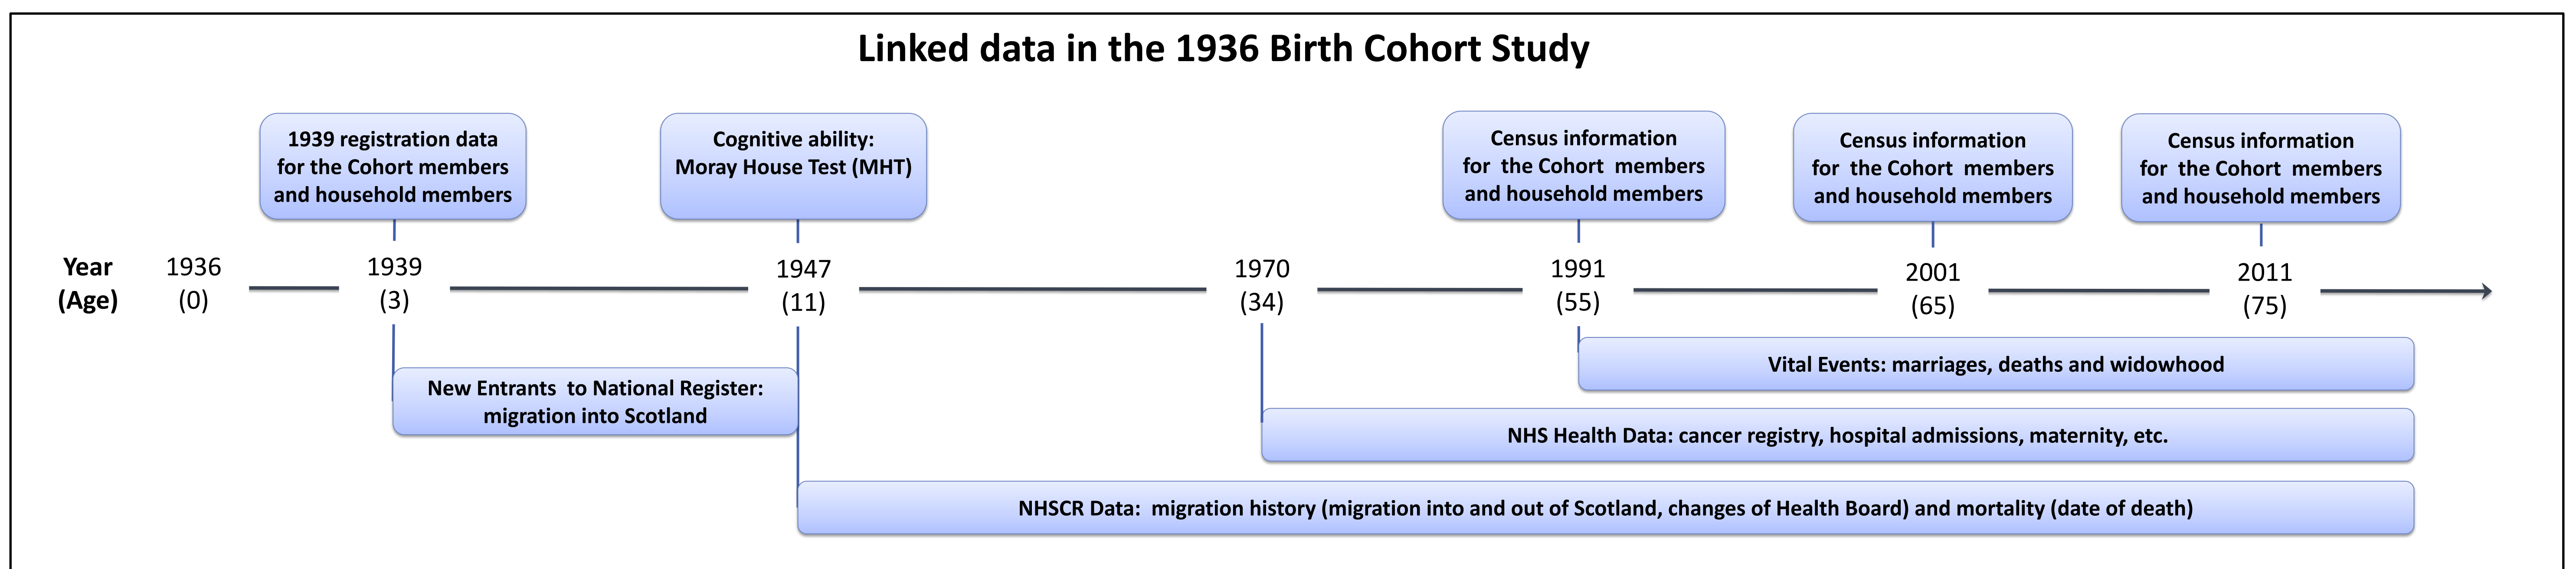 Linked data in the 1936 Birth Cohort Study
1939 registration data
for the Cohort members
and household members
Cognitive ability:
Moray House Test (MHT)
Census information
for the Cohort members
and household members
Census information
for the Cohort members
and household members
Census information
for the Cohort members
and household members
Year
(Age)
1936
(0)
1939
(3)
1947
(11)
1970
(34)
1991
(55)
2001
(65)
2011
(75)
Vital Events: marriages, deaths and widowhood
New Entrants to National Register:
migration into Scotland
NHS Health Data: cancer registry, hospital admissions, maternity, etc.
NHSCR Data: migration history (migration into and out of Scotland, changes of Health Board) and mortality (date of death)